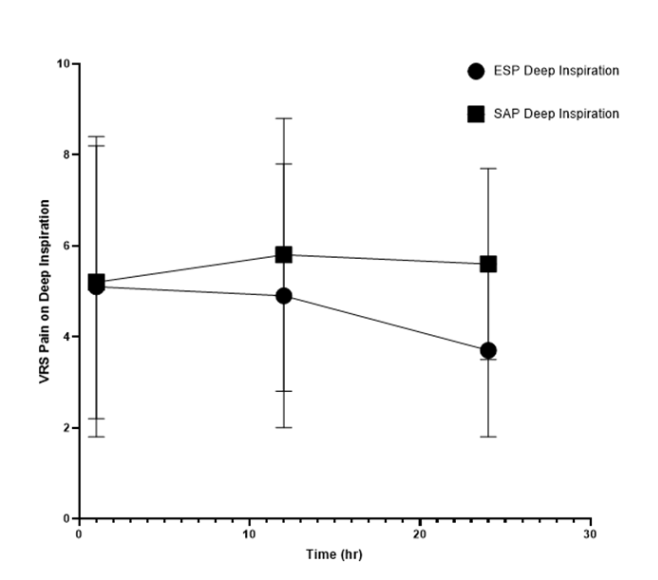 10
8
6
4
2
0
VRS Pain on Deep Inspiration
ESP Deep Inspiration
SAP Deep Inspiration
0
10
20
30
Time (hr)